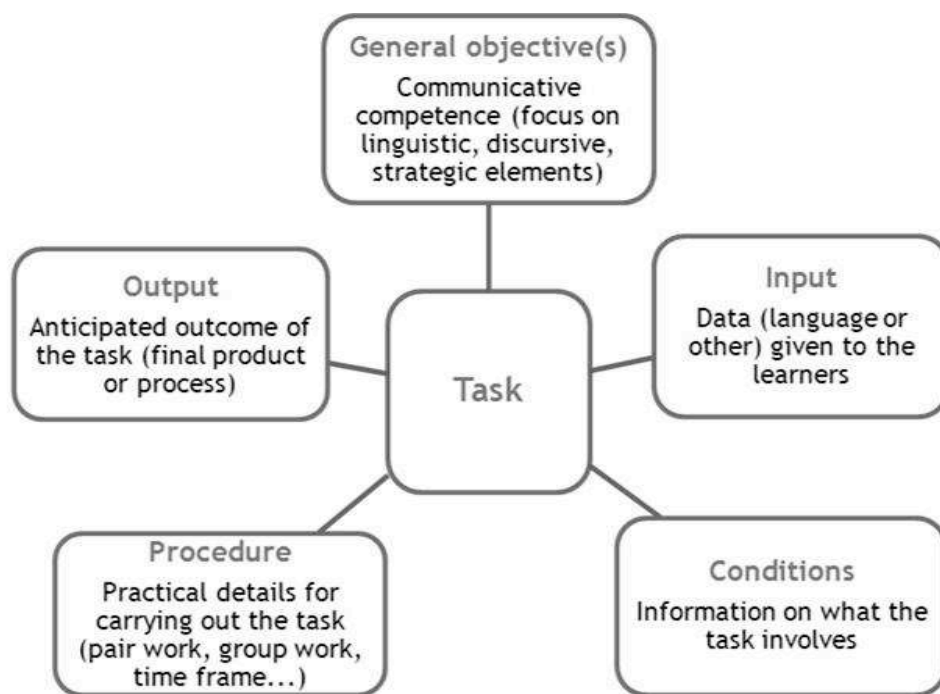 General objective(s)
Communicative
competence (focus on
linguistic, discursive,
strategic elements)
Output
Anticipated outcome of
the task (final product
or process)
Input
Data (language or
other) given to the
learners
Task
Procedure
Practical details for
carrying out the task
(pair work, group work,
time frame...)
Conditions
Information on what the
task involves